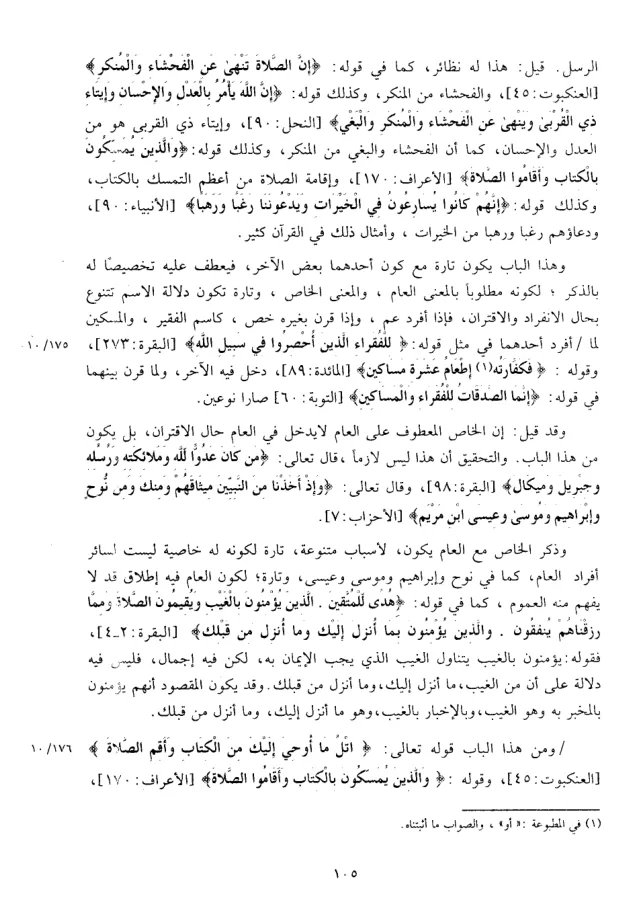 الرسل. قيل: هذا له نظائر، كما في قوله: ﴿إِنَّ الصَّلاةَ تَنْهَىٰ عَنِ الْفَحْشَاءِ وَالْمُنكَرِ﴾
[العنكبوت:٤٥]، والفحشاء من المنكر، وكذلك قوله: ﴿إِنَّ اللَّهَ يَأْمُرُ بِالْعَدْلِ وَالإِحْسَانِ وَإِيتَاءِ
ذِي الْقُرْبَىٰ وَيَنْهَىٰ عَنِ الْفَحْشَاءِ وَالْمُنكَرِ وَالْبَغْيِ﴾ [النحل:٩٠]، وإيتاء ذي القربى هو من
العدل والإحسان، كما أن الفحشاء والبغي من المنكر، وكذلك قوله:﴿وَالَّذِينَ يُمَسِّكُونَ
بِالْكِتَابِ وَأَقَامُوا الصَّلاةَ﴾ [الأعراف:١٧٠]، وإقامة الصلاة من أعظم التمسك بالكتاب،
وكذلك قوله:﴿إِنَّهُمْ كَانُوا يُسَارِعُونَ فِي الْخَيْرَاتِ وَيَدْعُونَنَا رَغَبًا وَرَهَبًا﴾ [الأنبياء:٩٠]،
ودعاؤهم رغبا ورهبا من الخيرات ، وأمثال ذلك في القرآن كثير.
وهذا الباب يكون تارة مع كون أحدهما بعض الآخر، فيعطف عليه تخصيصًا له
بالذكر ؛ لكونه مطلوباً بالمعنى العام ، والمعنى الخاص ، وتارة تكون دلالة الاسم تتنوع
بحال الانفراد والاقتران، فإذا أفرد عم ، وإذا قرن بغيره خص ، كاسم الفقير ، والمسكين
لما / أفرد أحدهما في مثل قوله:﴿ لِلْفُقَرَاءِ الَّذِينَ أُحْصِرُوا فِي سَبِيلِ اللَّهِ﴾ [البقرة:٢٧٣]، ١٠/١٧٥
وقوله : ﴿ فَكَفَّارَتُهُ(١) إِطْعَامُ عَشَرَةِ مَسَاكِينَ﴾ [المائدة:٨٩]، دخل فيه الآخر، ولما قرن بينهما
في قوله: ﴿إِنَّمَا الصَّدَقَاتُ لِلْفُقَرَاءِ وَالْمَسَاكِينِ﴾ [التوبة:٦٠] صارا نوعين.
وقد قيل: إن الخاص المعطوف على العام لايدخل في العام حال الاقتران، بل يكون
من هذا الباب. والتحقيق أن هذا ليس لازماً ،قال تعالى: ﴿مَن كَانَ عَدُوًّا لِّلَّهِ وَمَلائِكَتِهِ وَرُسُلِهِ
وَجِبْرِيلَ وَمِيكَالَ﴾ [البقرة:٩٨]، وقال تعالى: ﴿وَإِذْ أَخَذْنَا مِنَ النَّبِيِّينَ مِيثَاقَهُمْ وَمِنكَ وَمِن نُّوحٍ
وَإِبْرَاهِيمَ وَمُوسَىٰ وَعِيسَى ابْنِ مَرْيَمَ﴾ [الأحزاب:٧].
وذكر الخاص مع العام يكون، لأسباب متنوعة، تارة لكونه له خاصية ليست لسائر
أفراد العام، كما في نوح وإبراهيم وموسى وعيسى، وتارة؛ لكون العام فيه إطلاق قد لا
يفهم منه العموم ، كما في قوله: ﴿هُدًى لِّلْمُتَّقِينَ . الَّذِينَ يُؤْمِنُونَ بِالْغَيْبِ وَيُقِيمُونَ الصَّلاةَ وَمِمَّا
رَزَقْنَاهُمْ يُنفِقُونَ . وَالَّذِينَ يُؤْمِنُونَ بِمَا أُنزِلَ إِلَيْكَ وَمَا أُنزِلَ مِن قَبْلِكَ﴾ [البقرة:٢-٤]،
فقوله:يؤمنون بالغيب يتناول الغيب الذي يجب الإيمان به، لكن فيه إجمال، فليس فيه
دلالة على أن من الغيب،ما أنزل إليك،وما أنزل من قبلك.وقد يكون المقصود أنهم يؤمنون
بالمخبر به وهو الغيب،وبالإخبار بالغيب،وهو ما أنزل إليك، وما أنزل من قبلك.
/ ومن هذا الباب قوله تعالى: ﴿ اتْلُ مَا أُوحِيَ إِلَيْكَ مِنَ الْكِتَابِ وَأَقِمِ الصَّلاةَ ﴾ ١٠/١٧٦
[العنكبوت:٤٥]، وقوله :﴿ وَالَّذِينَ يُمَسِّكُونَ بِالْكِتَابِ وَأَقَامُوا الصَّلاةَ﴾ [الأعراف:١٧٠]،
(١) في المطبوعة :« أو» ، والصواب ما أثبتناه.
١٠٥